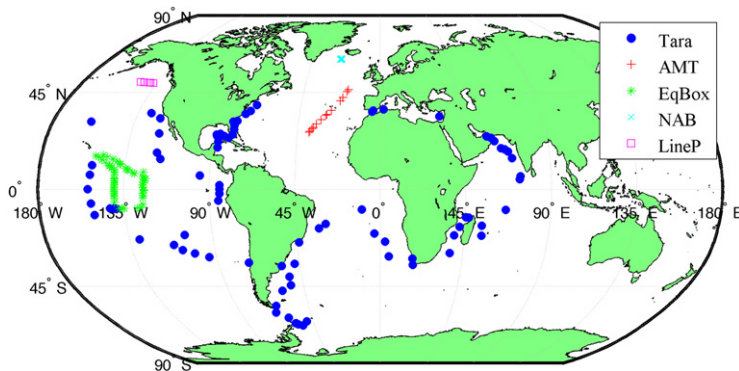 90° N
Tara
AMT
EqBox
NAB
LineP
45° N
0°
180° W
135° W
90° W
45° W
0°
45° E
90° E
135° E
180° E
45° S
90° S